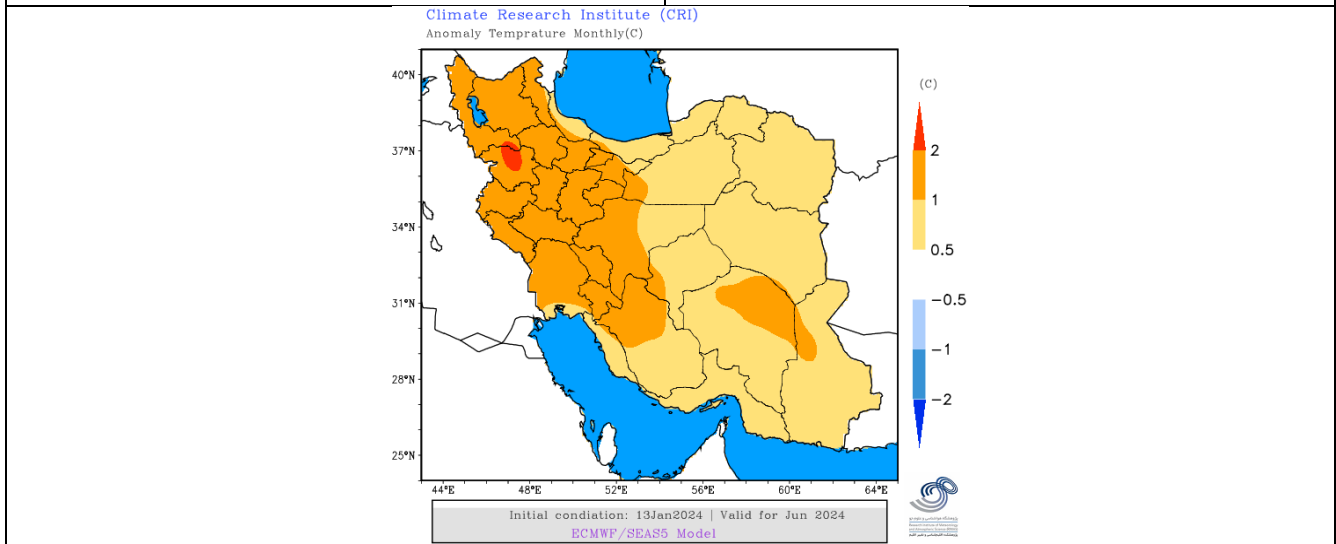 Climate Research Institute (CRI)
Anomaly Temprature Monthly(C)
(C)
40°N
37°N
34°N
31°N
28°N
25°N
2
1
0.5
−0.5
−1
−2
44°E 48°E 52°E 56°E 60°E 64°E
Initial condiation: 13Jan2024 | Valid for Jun 2024
ECMWF/SEAS5 Model